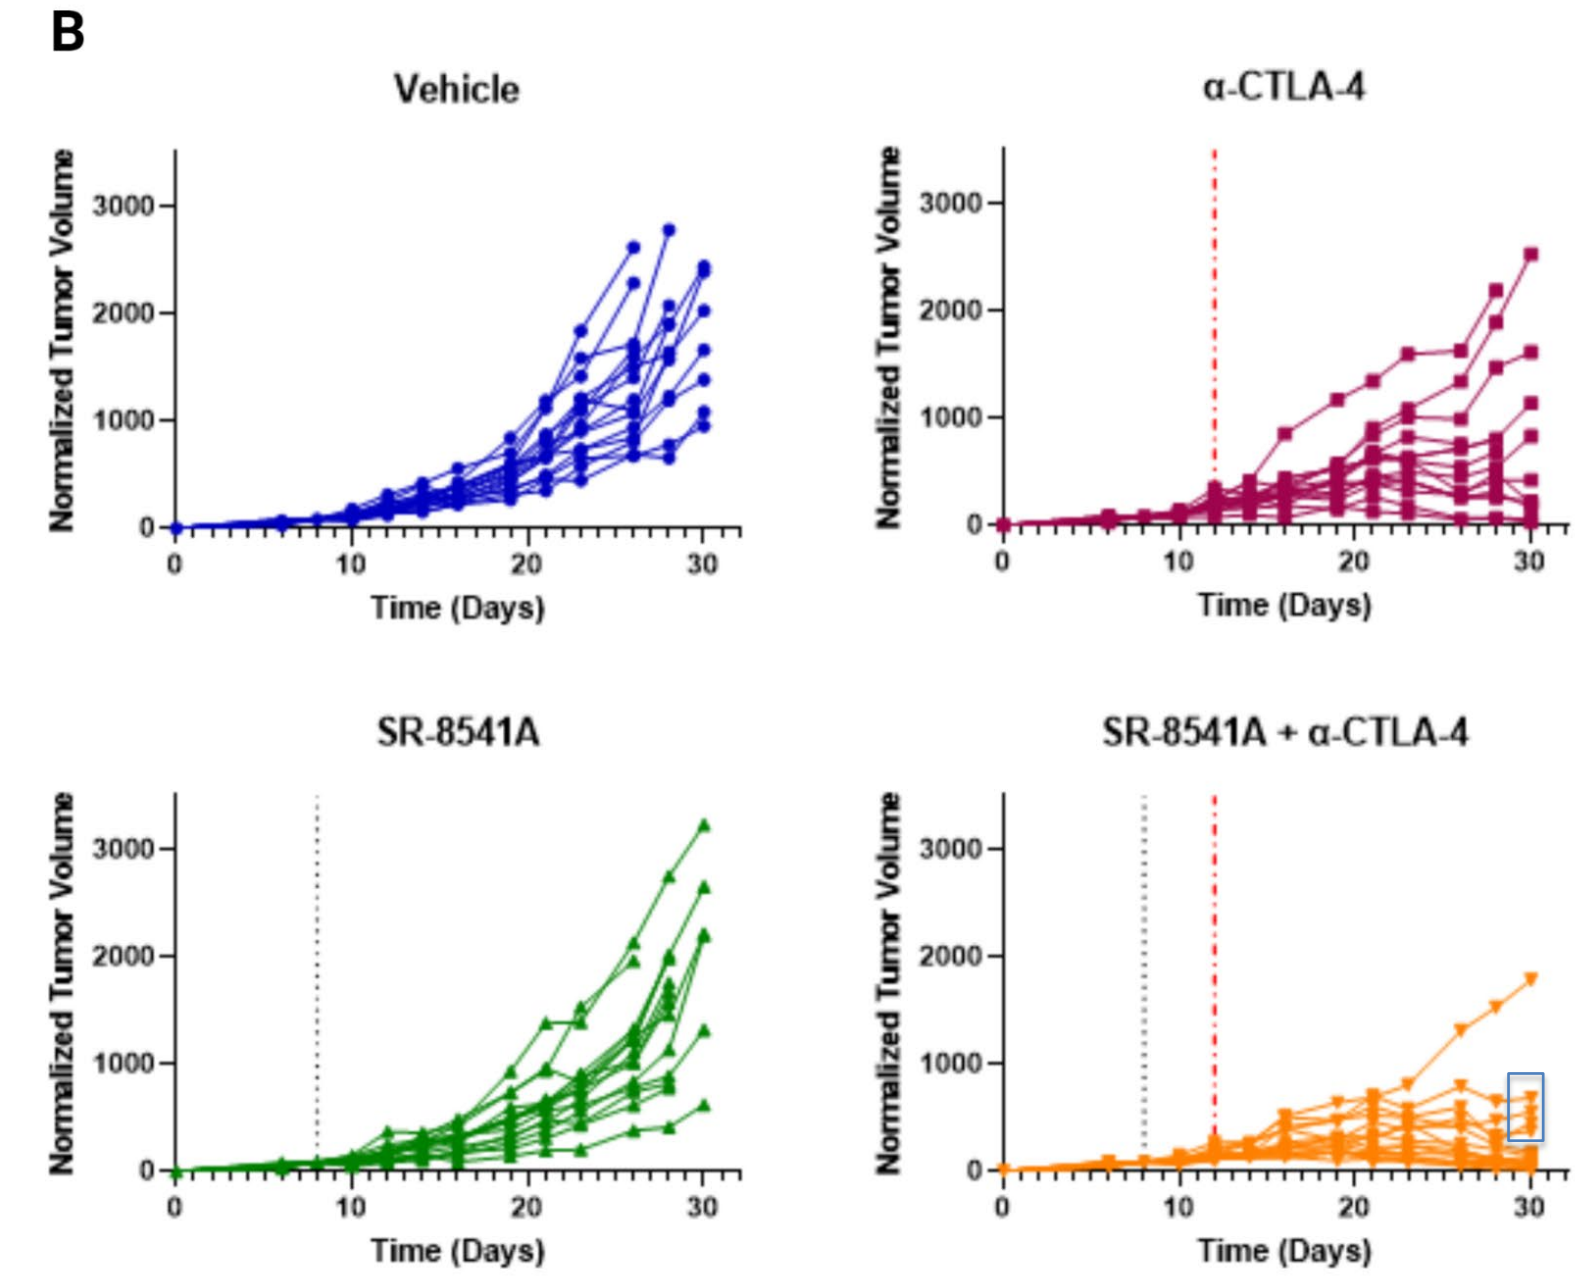 B
Vehicle
Normalized Tumor Volume
3000
2000
1000
0
0 10 20 30
Time (Days)
α-CTLA-4
Normalized Tumor Volume
3000
2000
1000
0
0 10 20 30
Time (Days)
SR-8541A
Normalized Tumor Volume
3000
2000
1000
0
0 10 20 30
Time (Days)
SR-8541A + α-CTLA-4
Normalized Tumor Volume
3000
2000
1000
0
0 10 20 30
Time (Days)